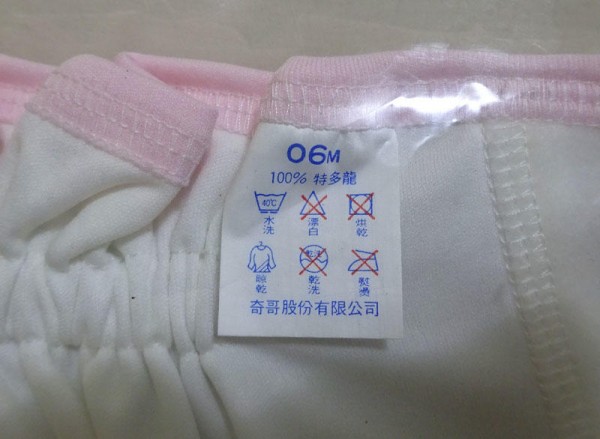 06M
100% 特多龍
40℃
水洗
漂白
烘乾
晾乾
乾洗
熨燙
奇哥股份有限公司